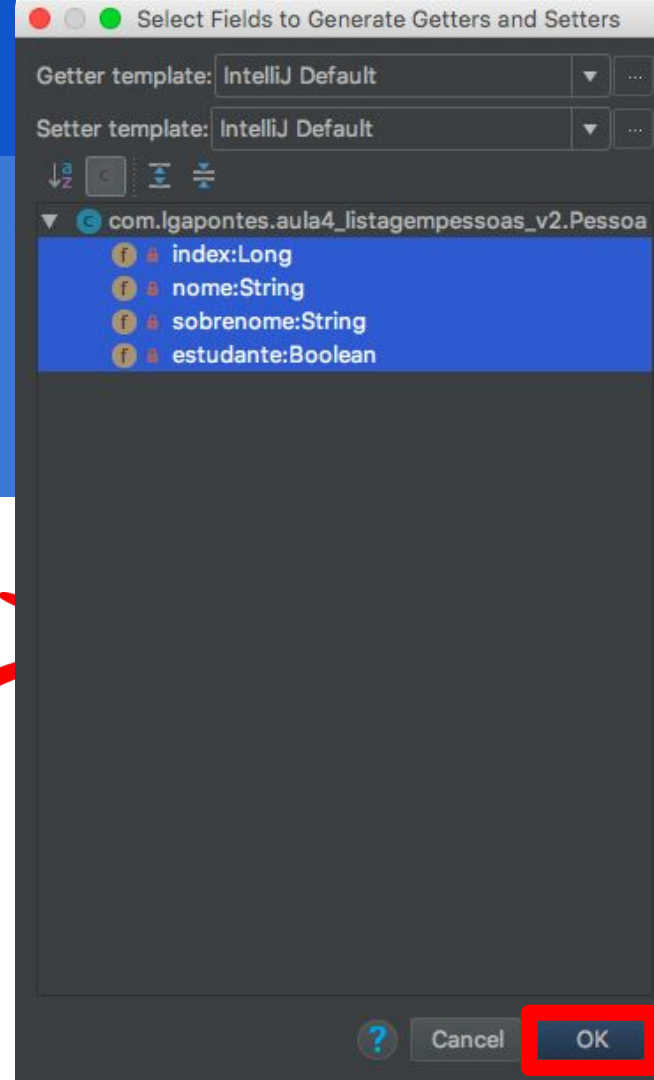 Select Fields to Generate Getters and Setters
Getter template: IntelliJ Default
Setter template: IntelliJ Default
com.lgapontes.aula4_listagempessoas_v2.Pessoa
index:Long
nome:String
sobrenome:String
estudante:Boolean
? Cancel OK